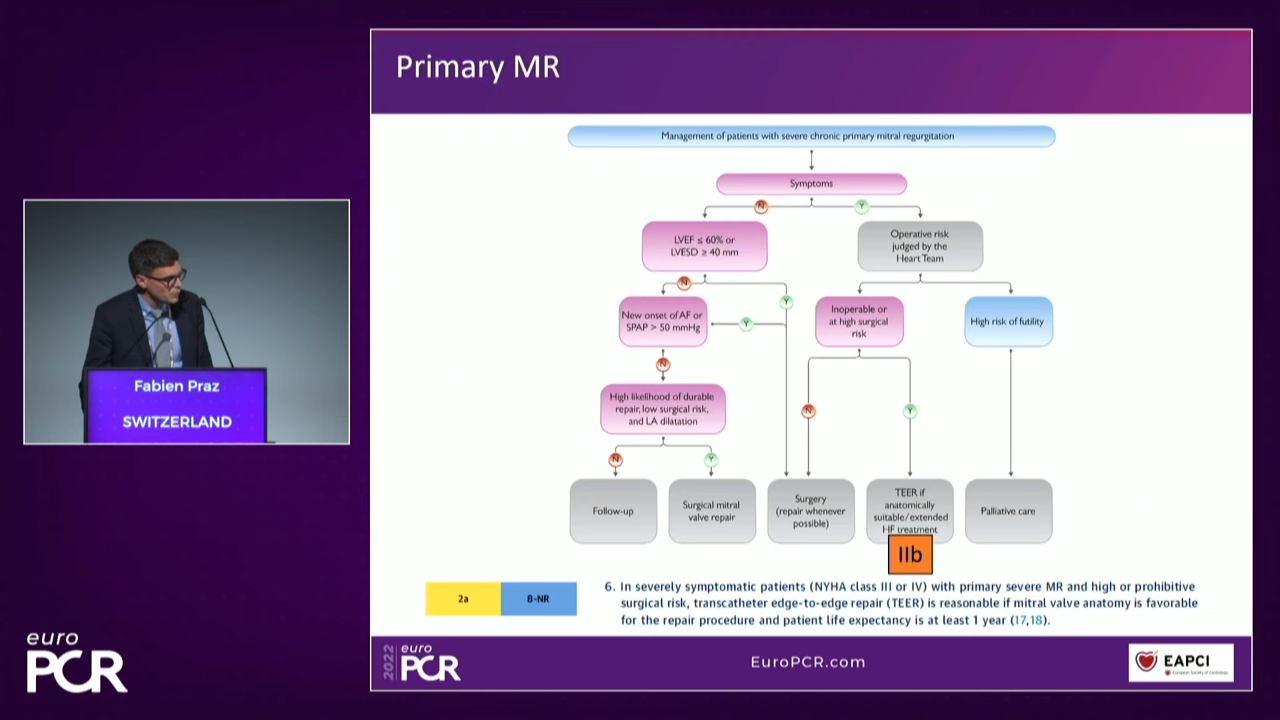 Primary MR
Management of patients with severe chronic primary mitral regurgitation
Symptoms
N
Y
LVEF ≤ 60% or
LVESD ≥ 40 mm
Operative risk
judged by the
Heart Team
N
Y
New onset of AF or
SPAP > 50 mmHg
Y
Inoperable or
at high surgical
risk
High risk of futility
N
High likelihood of durable
repair, low surgical risk,
and LA dilatation
N
Y
N
Y
Follow-up
Surgical mitral
valve repair
Surgery
(repair whenever
possible)
TEER if
anatomically
suitable/extended
HF treatment
Palliative care
IIb
2a
B-NR
6. In severely symptomatic patients (NYHA class III or IV) with primary severe MR and high or prohibitive
surgical risk, transcatheter edge-to-edge repair (TEER) is reasonable if mitral valve anatomy is favorable
for the repair procedure and patient life expectancy is at least 1 year (17,18).
Fabien Praz
SWITZERLAND
euro
PCR
2022
euro
PCR
EuroPCR.com
EAPCI
European Society of Cardiology